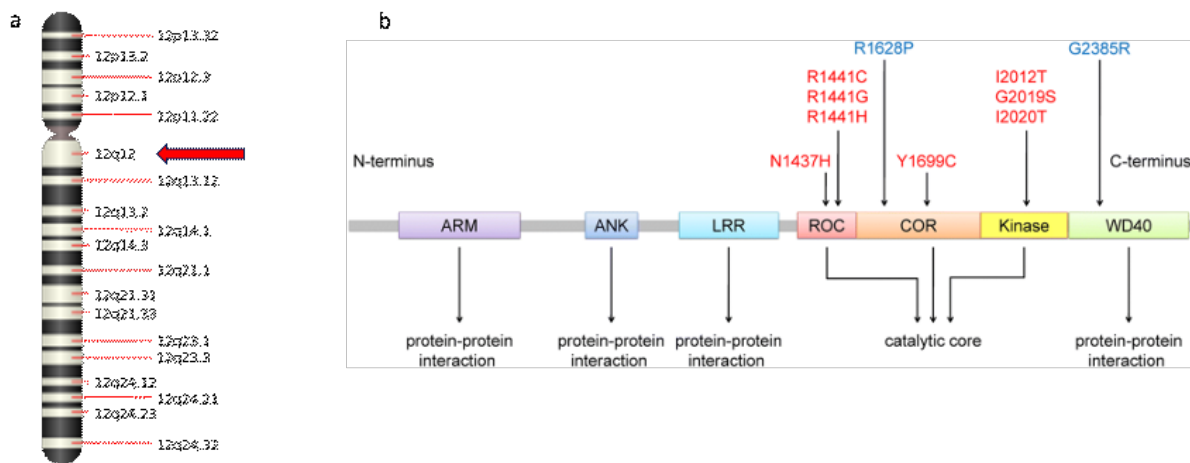 a
12p13.32
12p13.2
12p12.3
12p12.1
12p11.22
12q12
12q13.12
12q13.2
12q14.1
12q14.3
12q21.1
12q21.31
12q21.33
12q23.1
12q23.3
12q24.12
12q24.21
12q24.23
12q24.32
b
R1628P
G2385R
R1441C
R1441G
R1441H
I2012T
G2019S
I2020T
N-terminus
N1437H
Y1699C
C-terminus
ARM
ANK
LRR
ROC
COR
Kinase
WD40
protein-protein
interaction
protein-protein
interaction
protein-protein
interaction
catalytic core
protein-protein
interaction